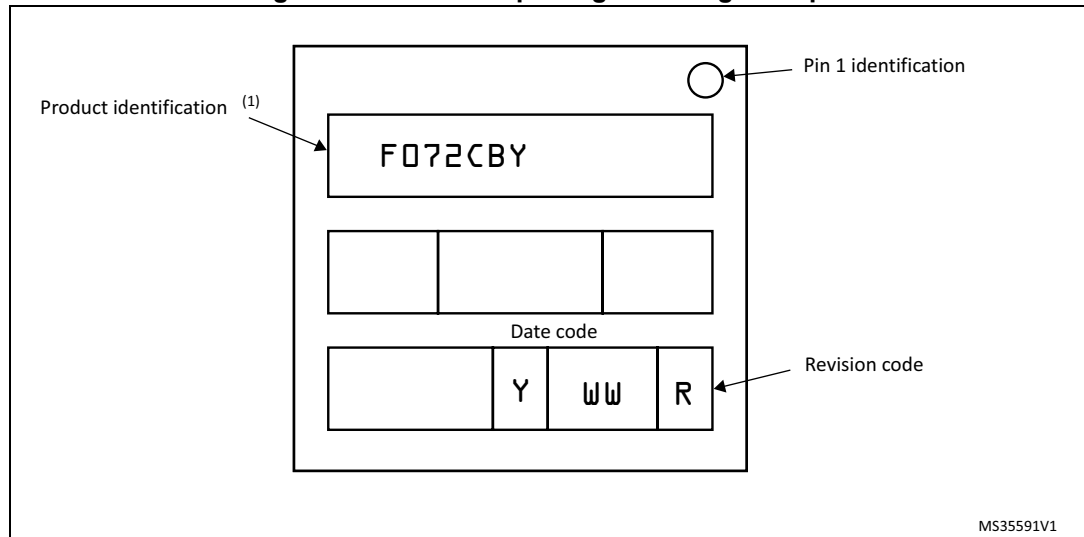 Pin 1 identification
Product identification (1)
F072CBY
Date code
Y WW R
Revision code
MS35591V1